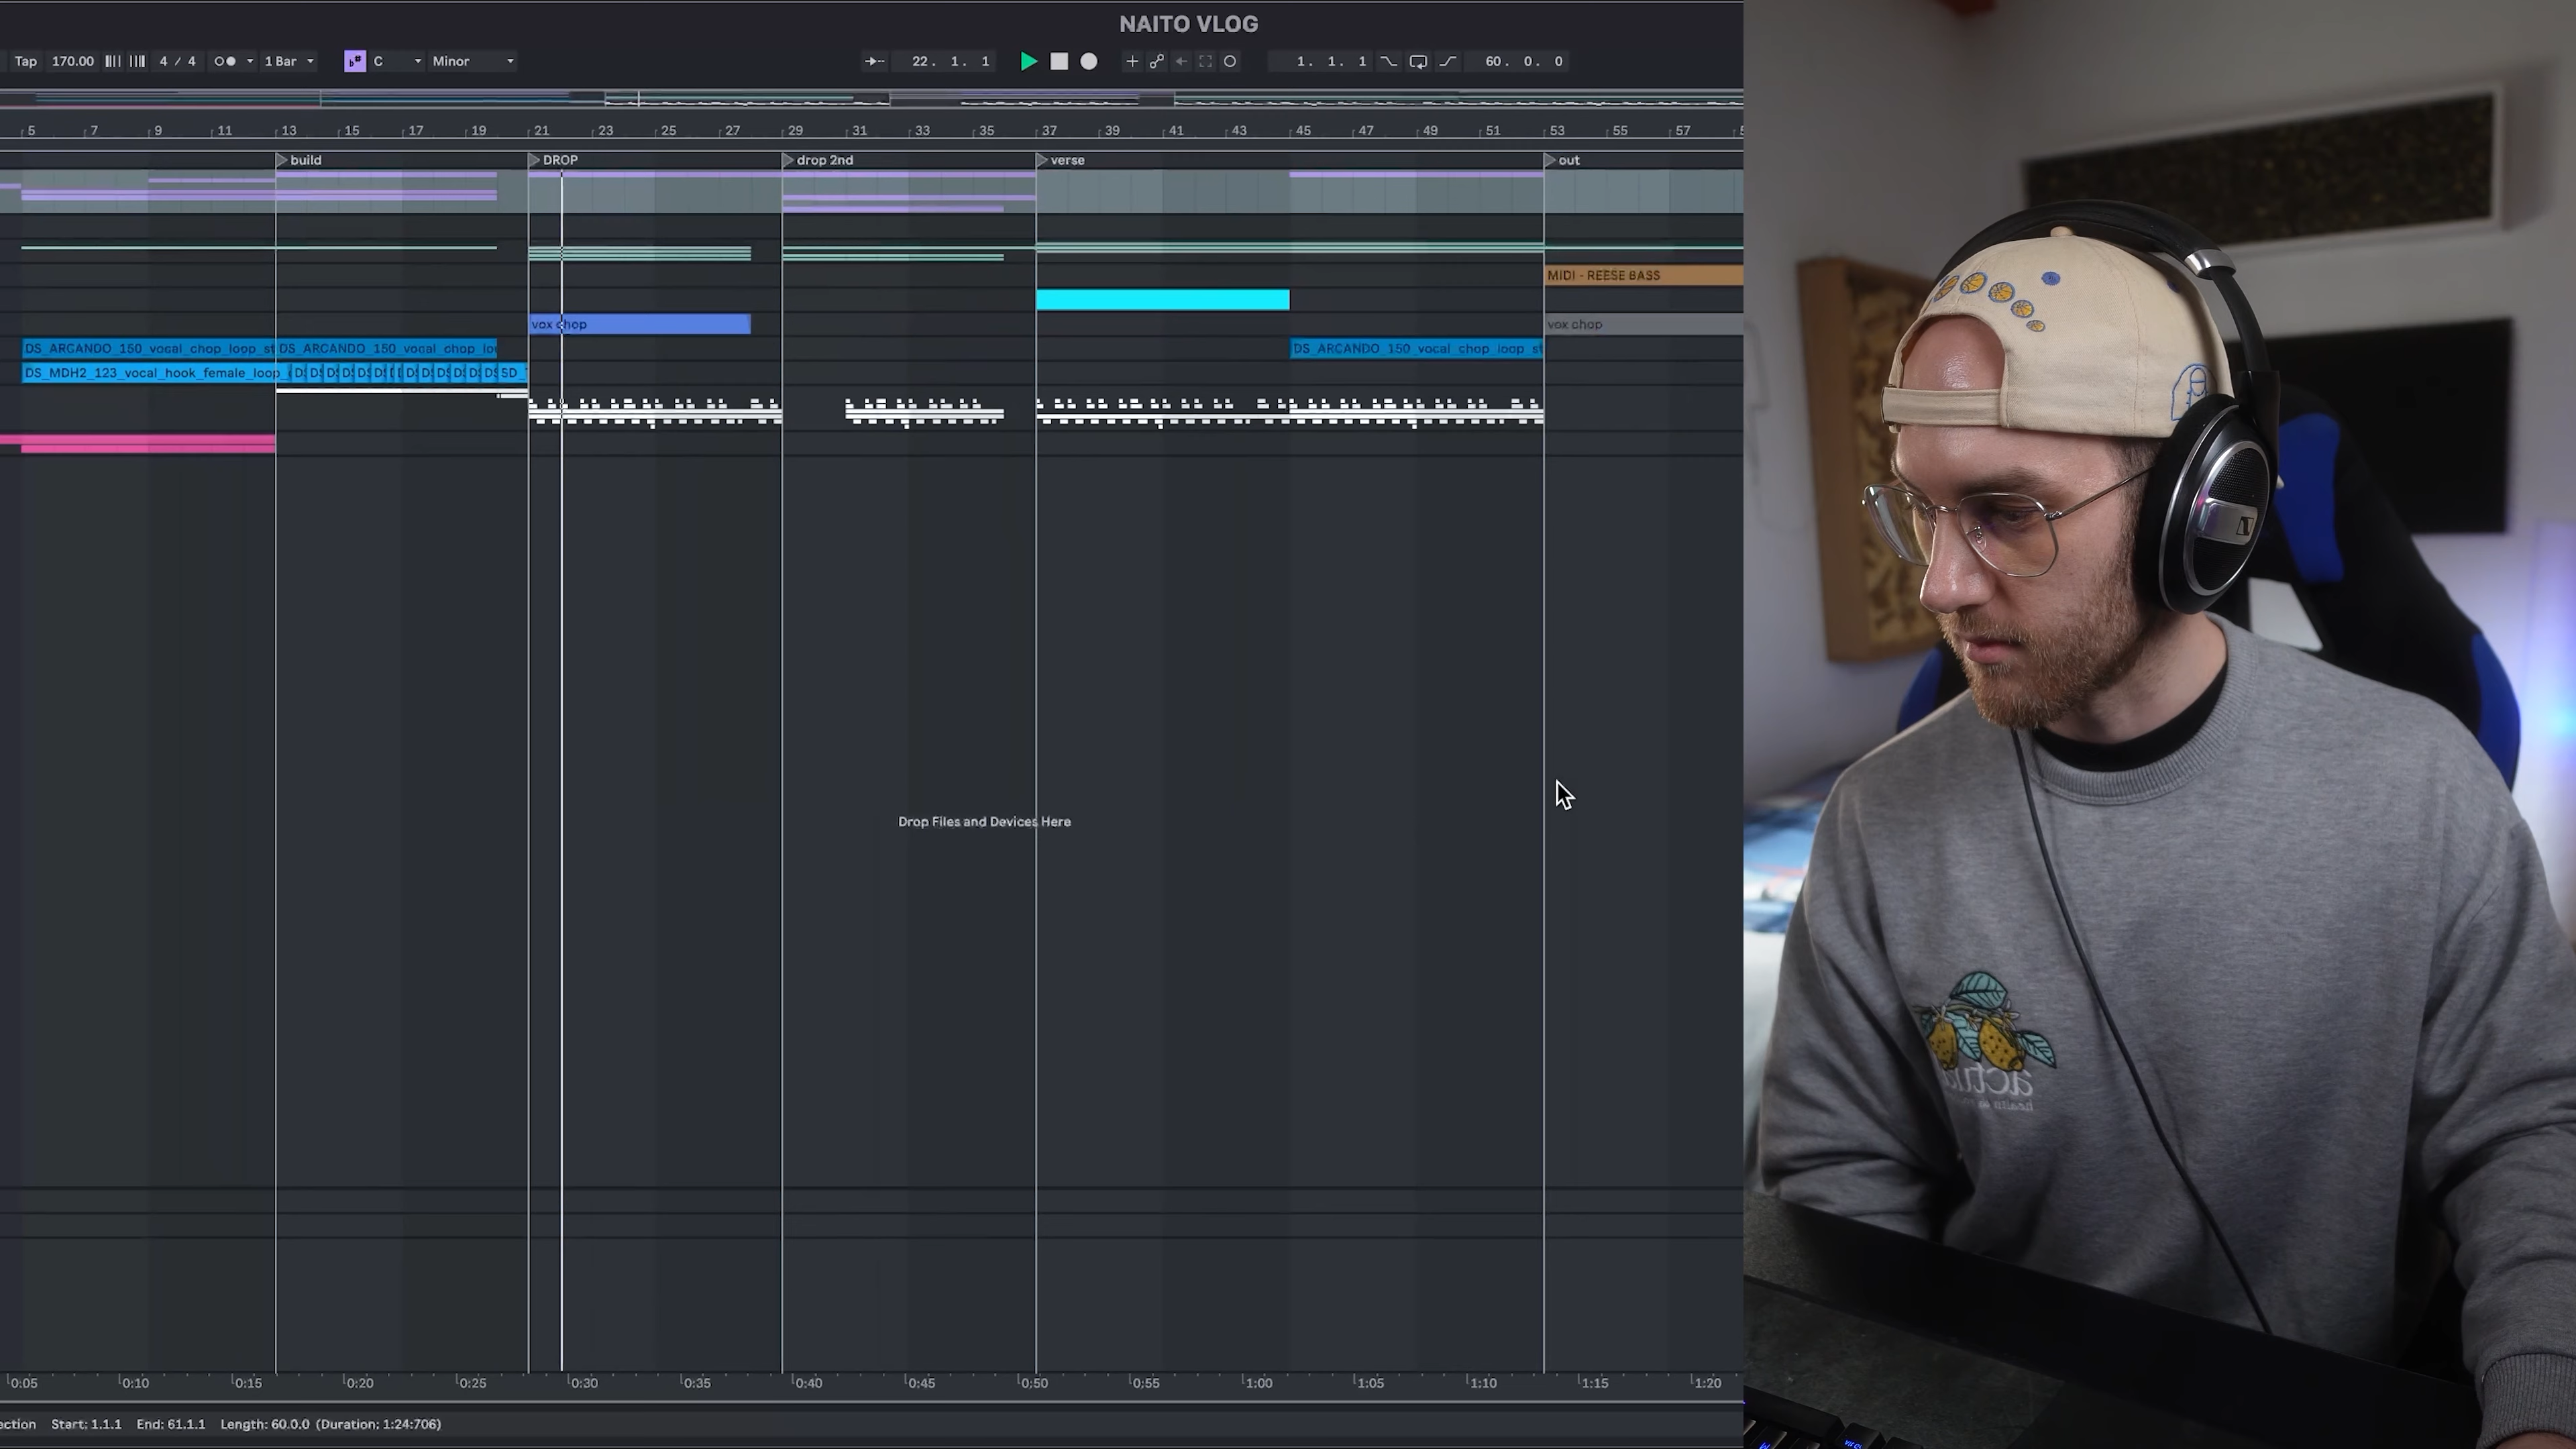 NAITO VLOG
Tap 170.00 4 / 4 1 Bar C Minor 22. 1. 1 1. 1. 1 60. 0. 0
5 7 9 11 13 15 17 19 21 23 25 27 29 31 33 35 37 39 41 43 45 47 49 51 53 55 57
build DROP drop 2nd verse out
MIDI - REESE BASS
vox chop vox chop
DS_ARCANDO_150_vocal_chop_loop_st DS_ARCANDO_150_vocal_chop_lo DS_ARCANDO_150_vocal_chop_loop_st
DS_MDH2_123_vocal_hook_female_loop_
Drop Files and Devices Here
0:05 0:10 0:15 0:20 0:25 0:30 0:35 0:40 0:45 0:50 0:55 1:00 1:05 1:10 1:15 1:20
ection Start: 1.1.1 End: 61.1.1 Length: 60.0.0 (Duration: 1:24:706)